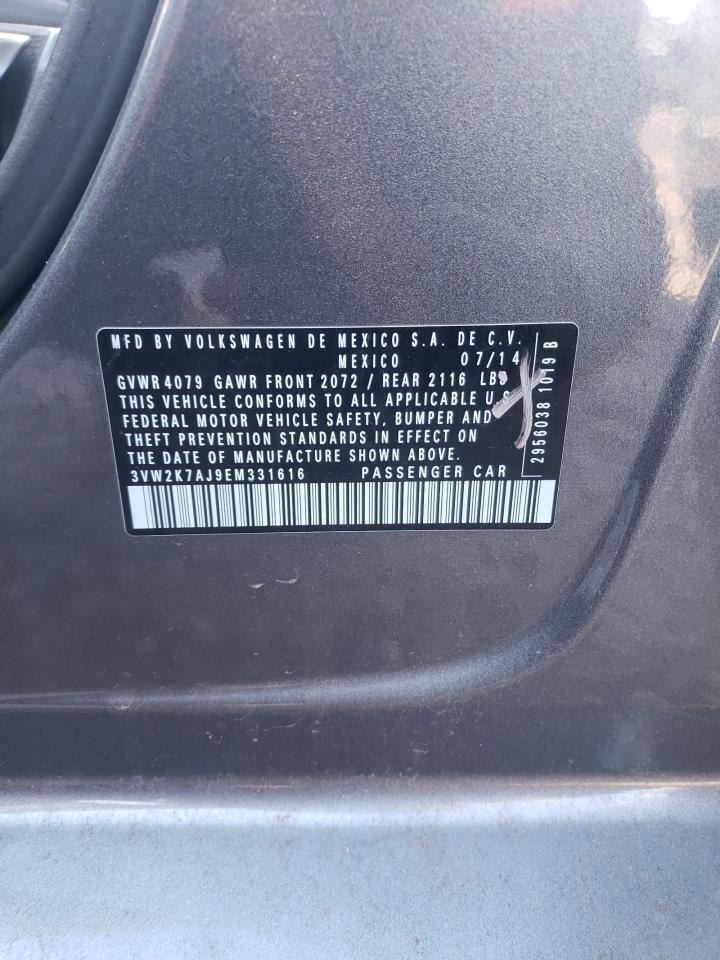 MFD BY VOLKSWAGEN DE MEXICO S.A. DE C.V.
MEXICO 07/14
GVWR 4079 GAWR FRONT 2072 / REAR 2116 LBS
THIS VEHICLE CONFORMS TO ALL APPLICABLE U.S.
FEDERAL MOTOR VEHICLE SAFETY, BUMPER AND
THEFT PREVENTION STANDARDS IN EFFECT ON
THE DATE OF MANUFACTURE SHOWN ABOVE.
3VW2K7AJ9EM331616 PASSENGER CAR
2956038 1019 B